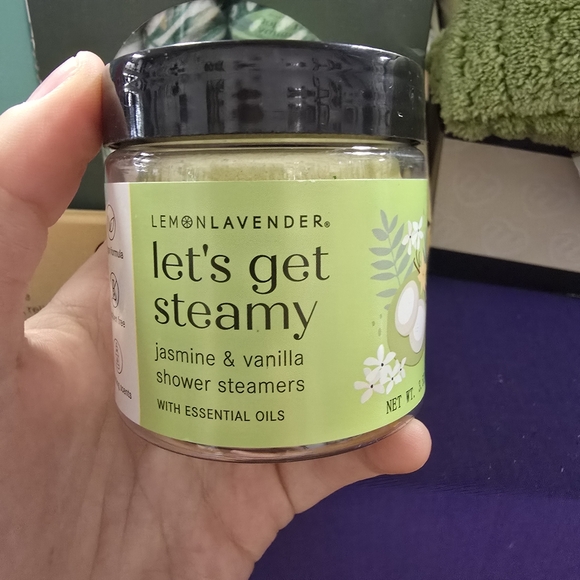 LEMONLAVENDER®
let's get
steamy
jasmine & vanilla
shower steamers
WITH ESSENTIAL OILS
NET WT.